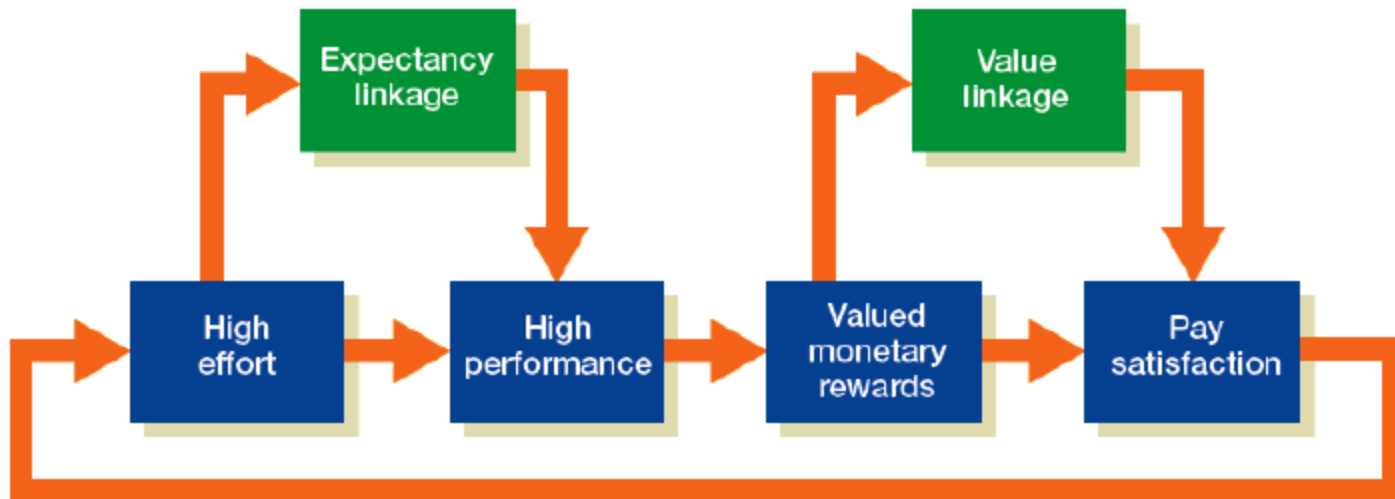 Expectancy
linkage
Value
linkage
High
effort
High
performance
Valued
monetary
rewards
Pay
satisfaction